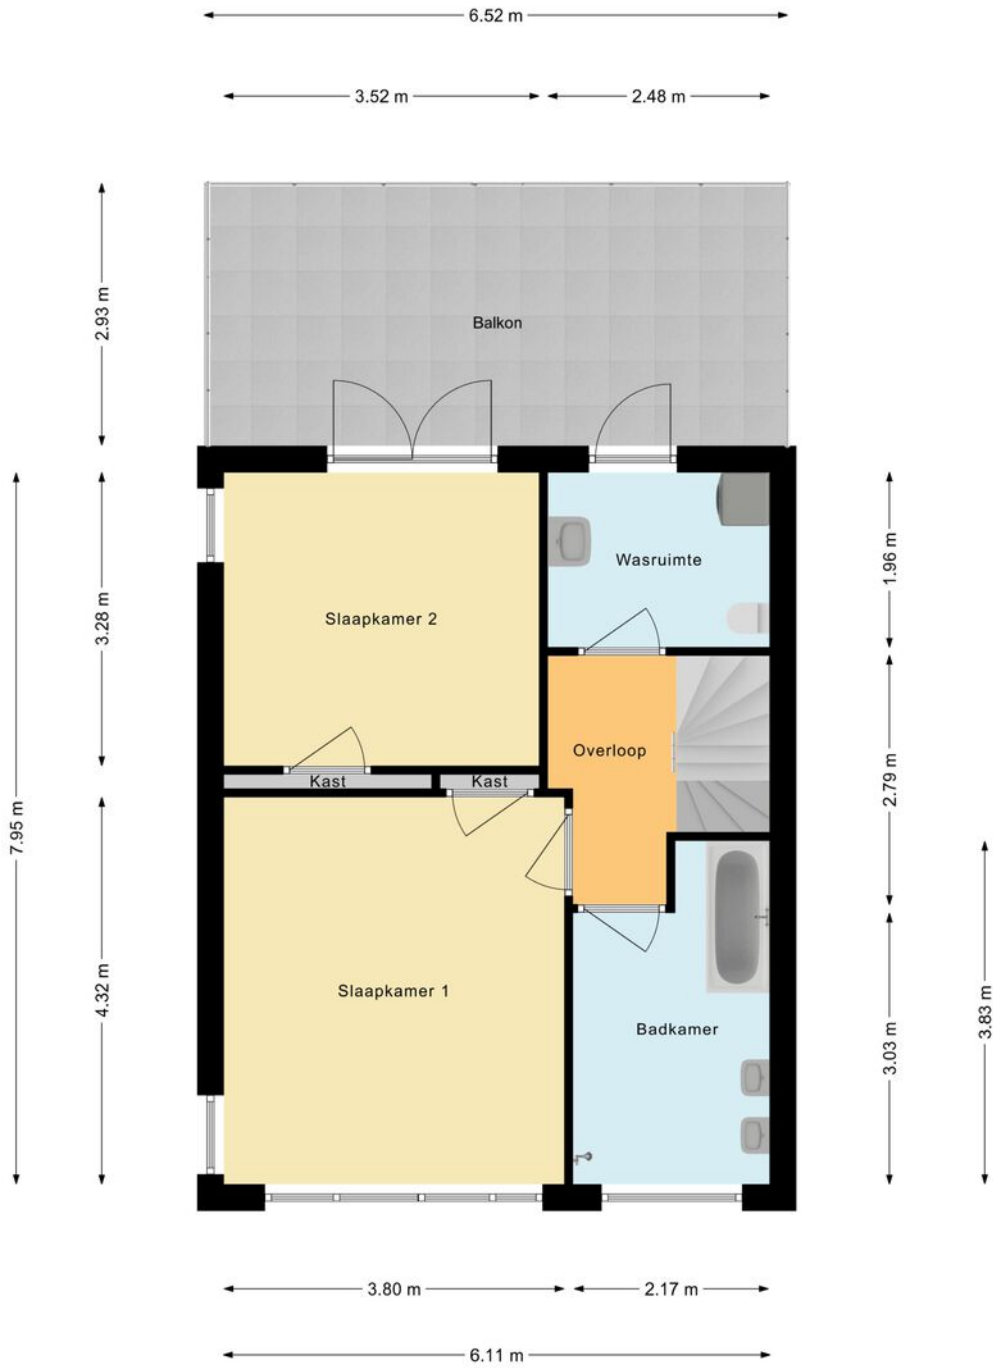 6.52 m
3.52 m
2.48 m
2.93 m
Balkon
7.95 m
3.28 m
Slaapkamer 2
Wasruimte
1.96 m
Overloop
2.79 m
Kast
Kast
4.32 m
Slaapkamer 1
Badkamer
3.03 m
3.83 m
3.80 m
2.17 m
6.11 m